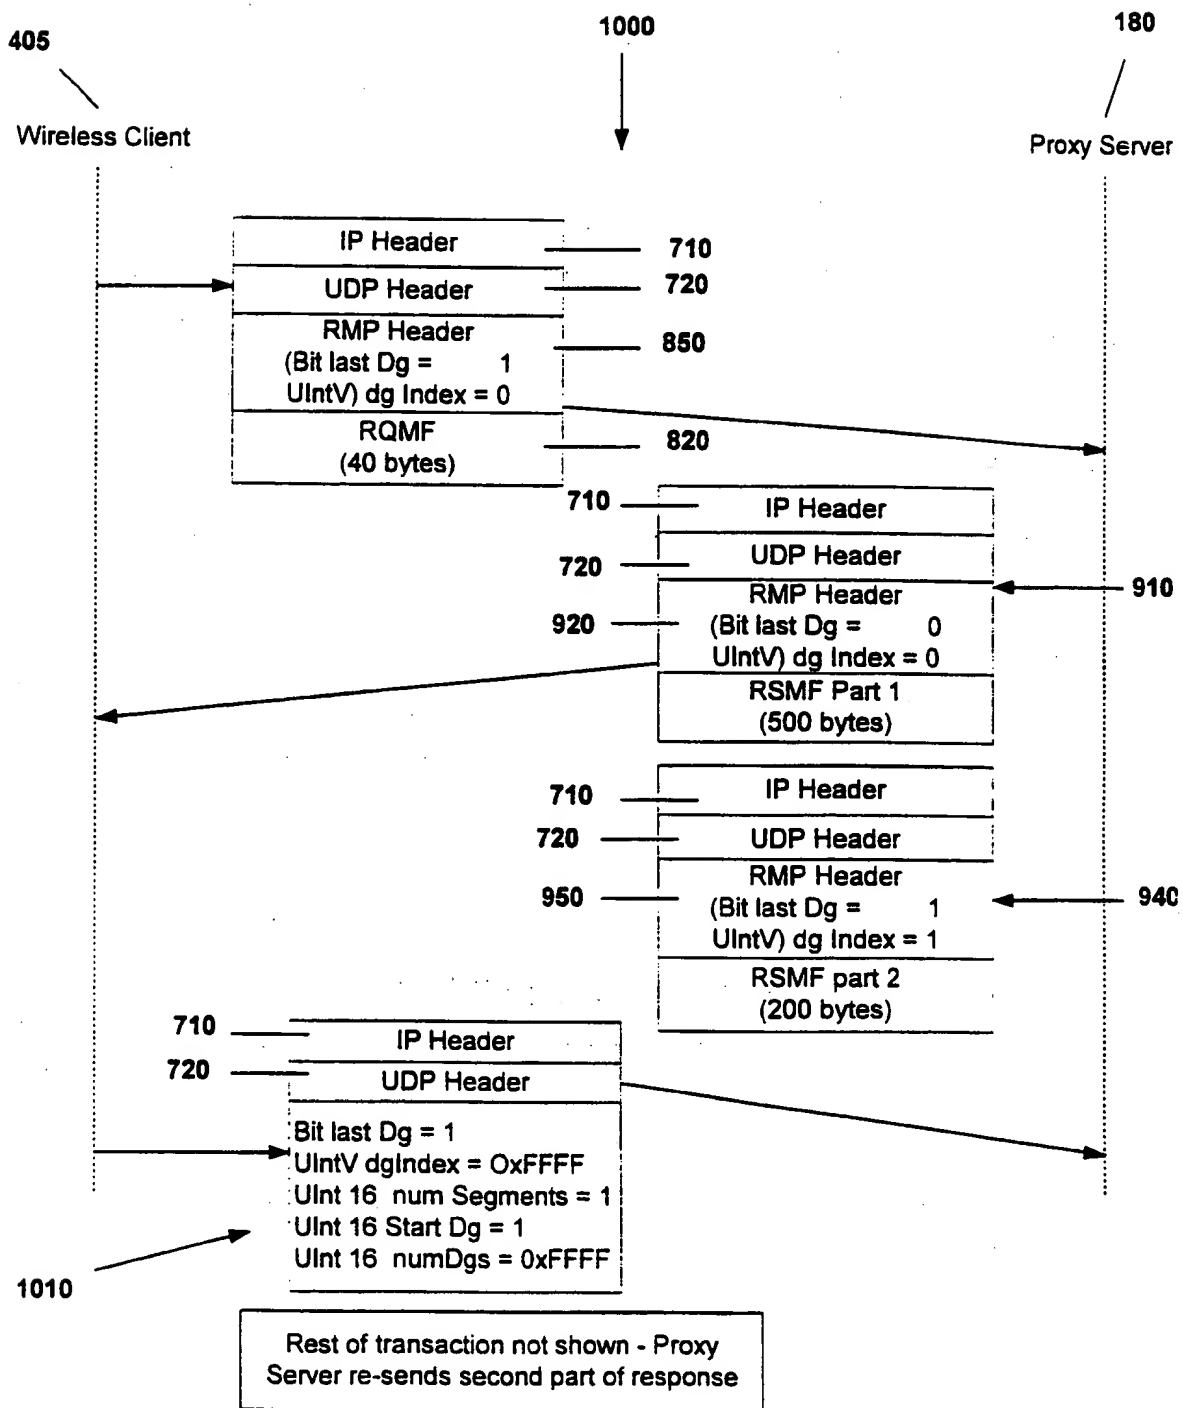 405
1000
180
Wireless Client
Proxy Server
IP Header
710
UDP Header
720
RMP Header
850
(Bit last Dg = 1
UIntV) dg Index = 0
RQMF
820
(40 bytes)
710
IP Header
720
UDP Header
910
RMP Header
920
(Bit last Dg = 0
UIntV) dg Index = 0
RSMF Part 1
(500 bytes)
710
IP Header
720
UDP Header
RMP Header
950
(Bit last Dg = 1
940
UIntV) dg Index = 1
RSMF part 2
(200 bytes)
710
IP Header
720
UDP Header
Bit last Dg = 1
UIntV dgIndex = OxFFFF
UInt 16 num Segments = 1
UInt 16 Start Dg = 1
UInt 16 numDgs = 0xFFFF
1010
Rest of transaction not shown - Proxy
Server re-sends second part of response